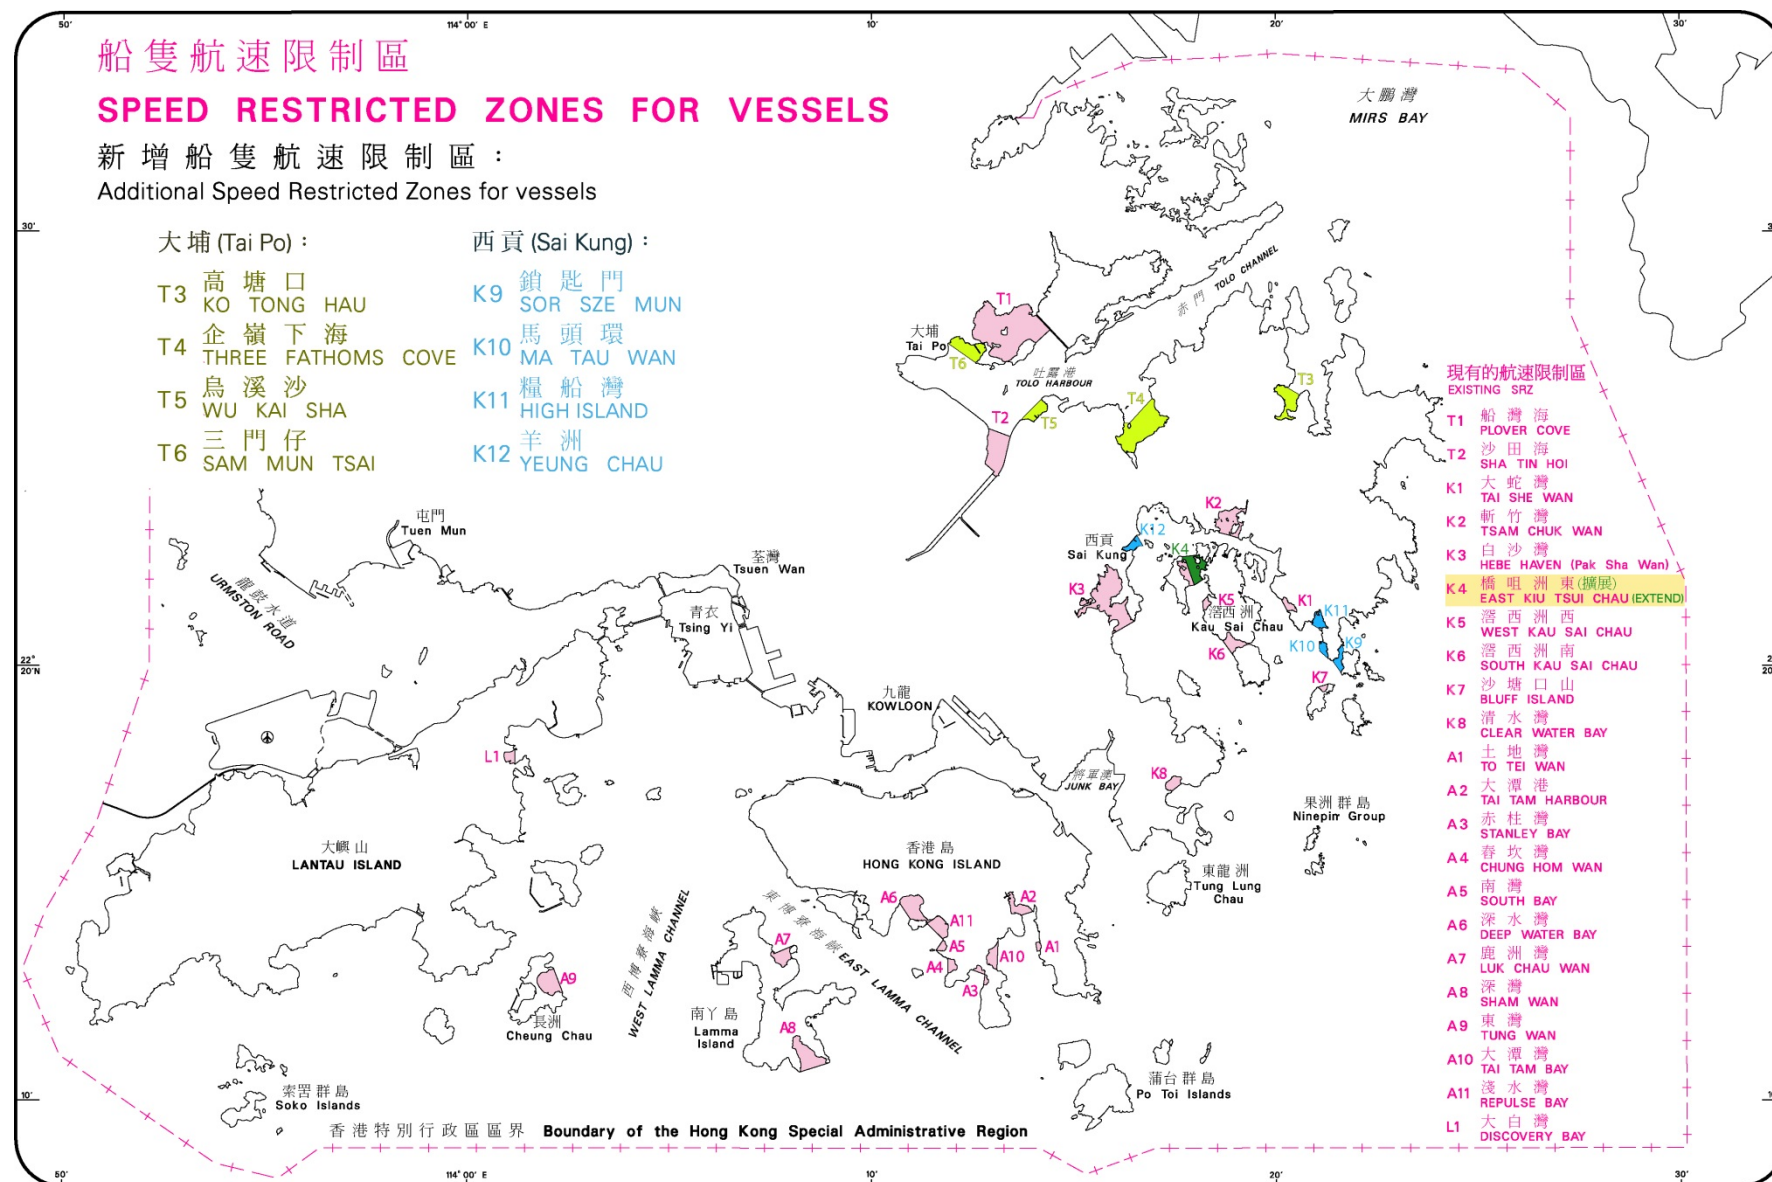 50'
114° 00' E
10'
20'
30'
船隻航速限制區
SPEED RESTRICTED ZONES FOR VESSELS
新增船隻航速限制區：
Additional Speed Restricted Zones for vessels
大埔 (Tai Po)：
T3 高塘口
KO TONG HAU
T4 企嶺下海
THREE FATHOMS COVE
T5 烏溪沙
WU KAI SHA
T6 三門仔
SAM MUN TSAI
西貢 (Sai Kung)：
K9 鎖匙門
SOR SZE MUN
K10 馬頭環
MA TAU WAN
K11 糧船灣
HIGH ISLAND
K12 羊洲
YEUNG CHAU
大鵬灣
MIRS BAY
30'
赤門 TOLO CHANNEL
T1
大埔
Tai Po
T6
吐露港
TOLO HARBOUR
T2
T5
T4
T3
屯門
Tuen Mun
荃灣
Tsuen Wan
龍鼓水道
URMSTON ROAD
青衣
Tsing Yi
九龍
KOWLOON
西貢
Sai Kung
K12
K2
K4
K3
K5
滘西洲
Kau Sai Chau
K1
K11
K10
K9
K6
K7
K8
22°
20'N
L1
將軍澳
JUNK BAY
果洲群島
Ninepin Group
大嶼山
LANTAU ISLAND
香港島
HONG KONG ISLAND
東龍洲
Tung Lung
Chau
A6
A11
A5
A4
A2
A1
A10
A3
A7
A8
A9
東博寮海峽 EAST LAMMA CHANNEL
西博寮海峽
WEST LAMMA CHANNEL
長洲
Cheung Chau
南丫島
Lamma
Island
蒲台群島
Po Toi Islands
索罟群島
Soko Islands
10'
香港特別行政區區界 Boundary of the Hong Kong Special Administrative Region
現有的航速限制區
EXISTING SRZ
T1 船灣海
PLOVER COVE
T2 沙田海
SHA TIN HOI
K1 大蛇灣
TAI SHE WAN
K2 斬竹灣
TSAM CHUK WAN
K3 白沙灣
HEBE HAVEN (Pak Sha Wan)
K4 橋咀洲東(擴展)
EAST KIU TSUI CHAU (EXTEND)
K5 滘西洲西
WEST KAU SAI CHAU
K6 滘西洲南
SOUTH KAU SAI CHAU
K7 沙塘口山
BLUFF ISLAND
K8 清水灣
CLEAR WATER BAY
A1 土地灣
TO TEI WAN
A2 大潭港
TAI TAM HARBOUR
A3 赤柱灣
STANLEY BAY
A4 舂坎灣
CHUNG HOM WAN
A5 南灣
SOUTH BAY
A6 深水灣
DEEP WATER BAY
A7 鹿洲灣
LUK CHAU WAN
A8 深灣
SHAM WAN
A9 東灣
TUNG WAN
A10 大潭灣
TAI TAM BAY
A11 淺水灣
REPULSE BAY
L1 大白灣
DISCOVERY BAY
50'
114° 00' E
10'
20'
30'